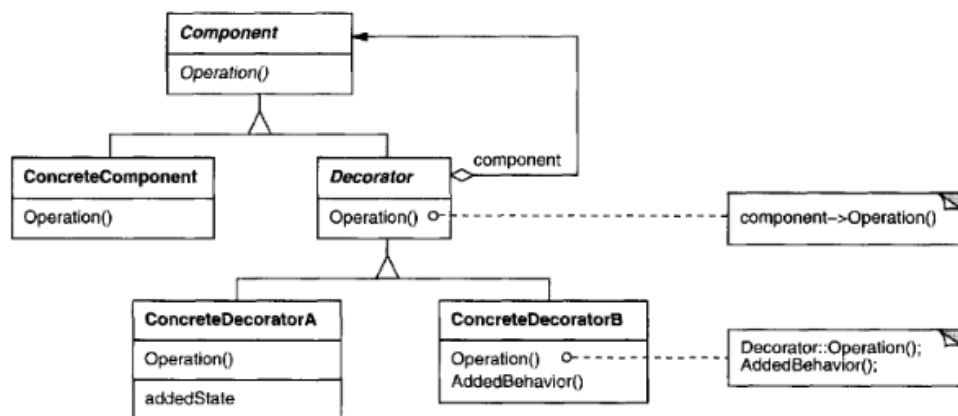 Component
Operation()
component
ConcreteComponent
Operation()
Decorator
Operation()
component->Operation()
ConcreteDecoratorA
Operation()
addedState
ConcreteDecoratorB
Operation()
AddedBehavior()
Decorator::Operation();
AddedBehavior();